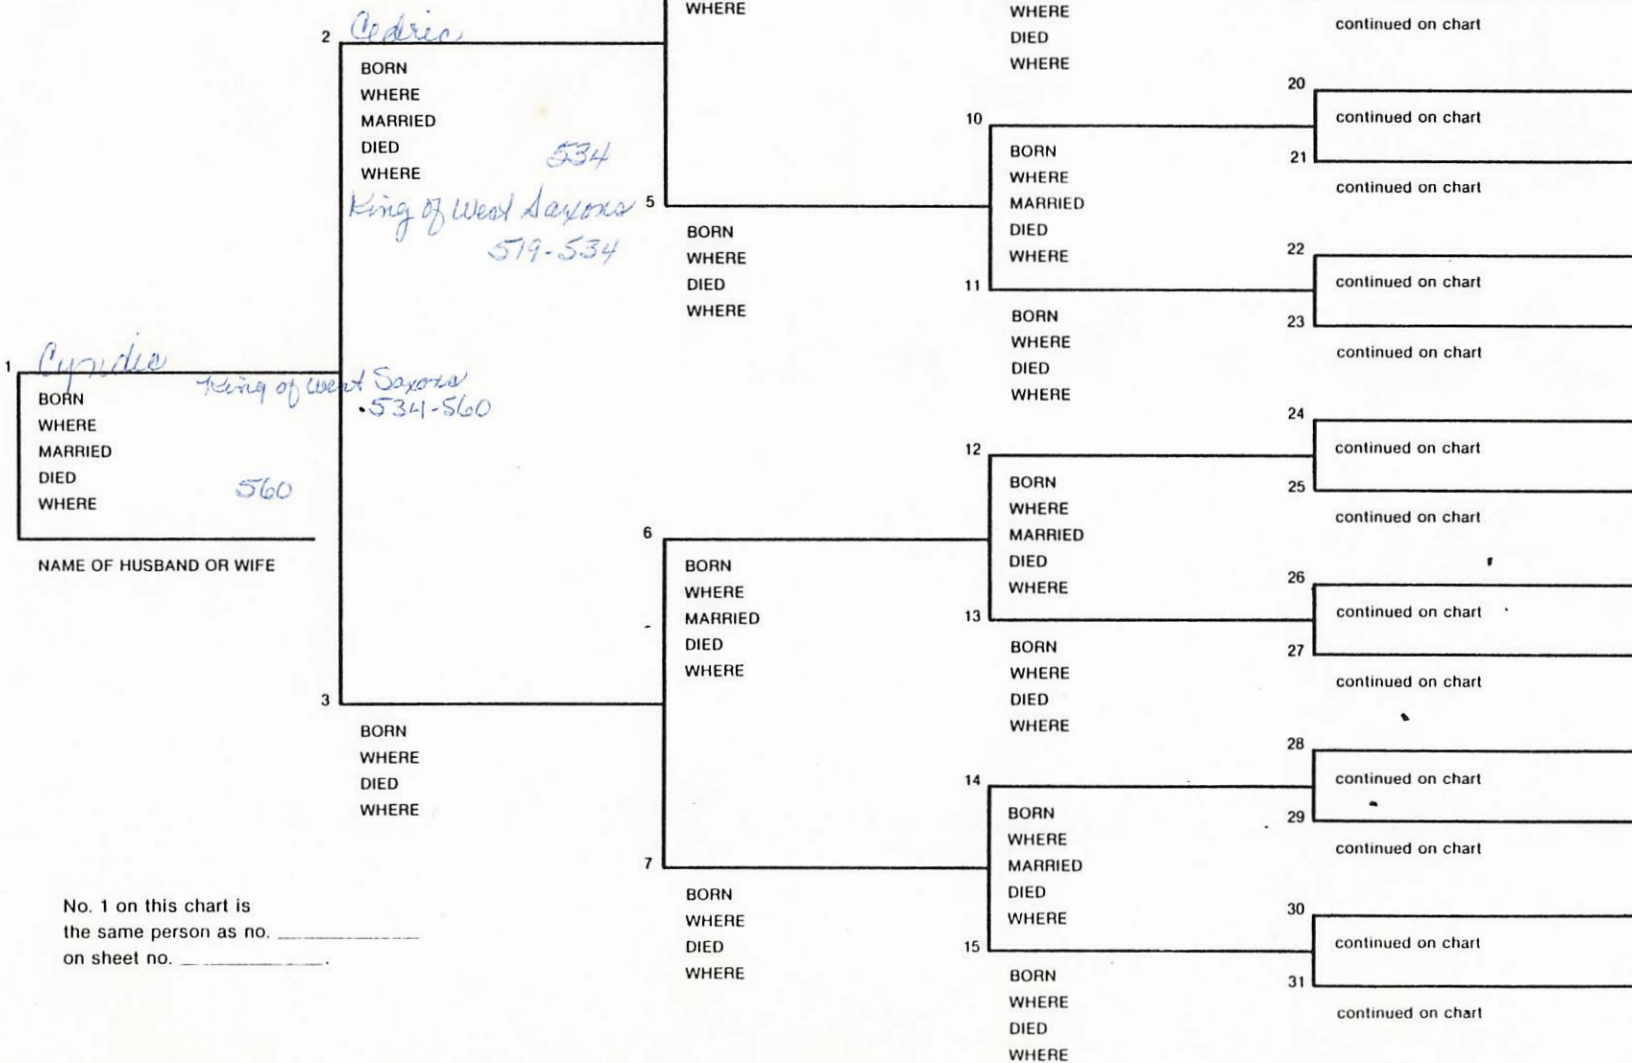 WHERE
WHERE
DIED
WHERE
continued on chart
2 Cedric
BORN
WHERE
MARRIED
DIED 534
WHERE
King of West Saxons
519-534
5
BORN
WHERE
DIED
WHERE
10
BORN
WHERE
MARRIED
DIED
WHERE
11
BORN
WHERE
DIED
WHERE
20
continued on chart
21
continued on chart
22
continued on chart
23
continued on chart
1 Cyndic
King of West Saxons
534-560
BORN
WHERE
MARRIED
DIED 560
WHERE
NAME OF HUSBAND OR WIFE
3
BORN
WHERE
DIED
WHERE
6
BORN
WHERE
MARRIED
DIED
WHERE
7
BORN
WHERE
DIED
WHERE
12
BORN
WHERE
MARRIED
DIED
WHERE
13
BORN
WHERE
DIED
WHERE
14
BORN
WHERE
MARRIED
DIED
WHERE
15
BORN
WHERE
DIED
WHERE
24
continued on chart
25
continued on chart
26
continued on chart
27
continued on chart
28
continued on chart
29
continued on chart
30
continued on chart
31
continued on chart
No. 1 on this chart is
the same person as no. ____________
on sheet no. ____________.